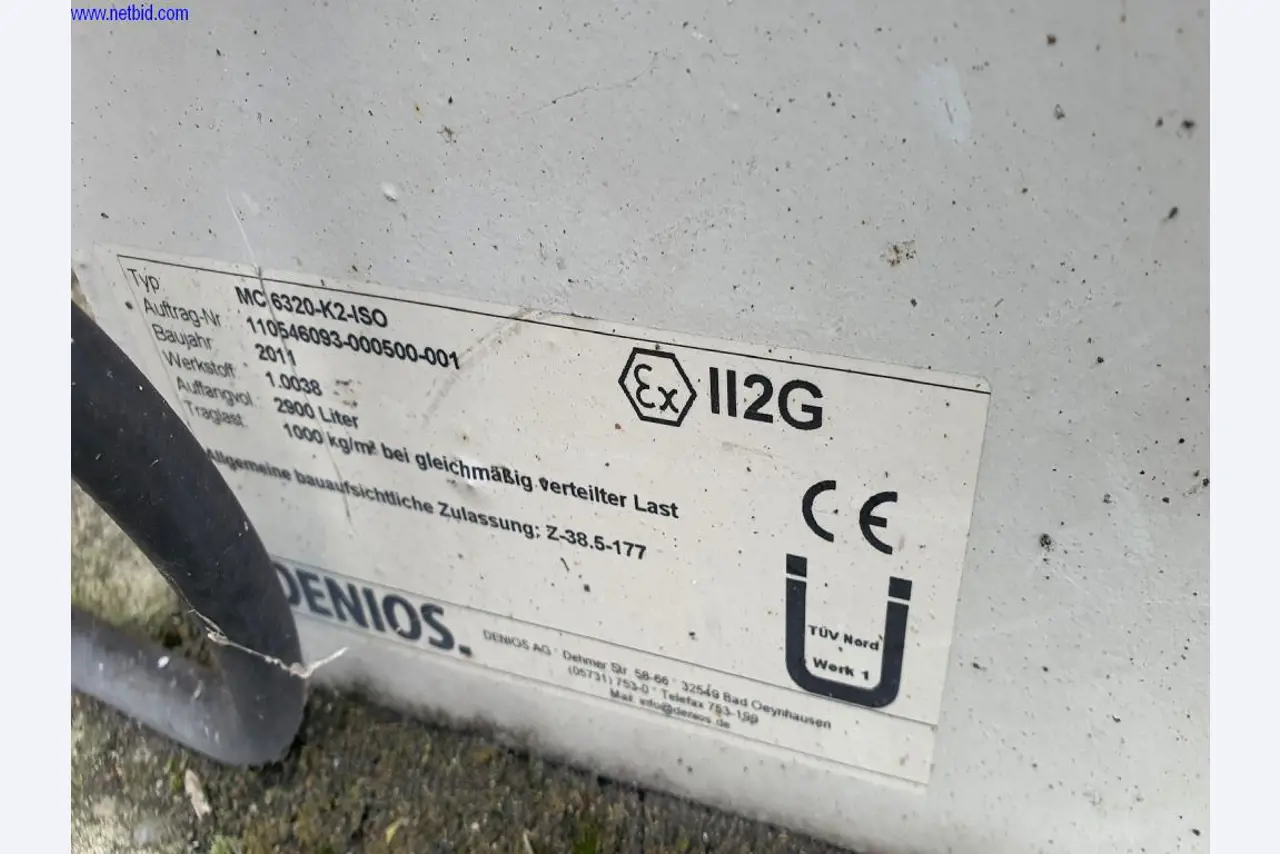 www.netbid.com
Typ MC 6320-K2-ISO
Auftrag-Nr 110546093-000500-001
Baujahr 2011
Werkstoff 1.0038
Auffangvol. 2900 Liter
Traglast 1000 kg/m² bei gleichmäßig verteilter Last
Allgemeine bauaufsichtliche Zulassung: Z-38.5-177
Ex II2G
CE
TÜV Nord
Werk 1
DENIOS.
DENIOS AG · Dehmer Str. 58-66 · 32549 Bad Oeynhausen
(05731) 753-0 · Telefax 753-199
Mail: info@denios.de